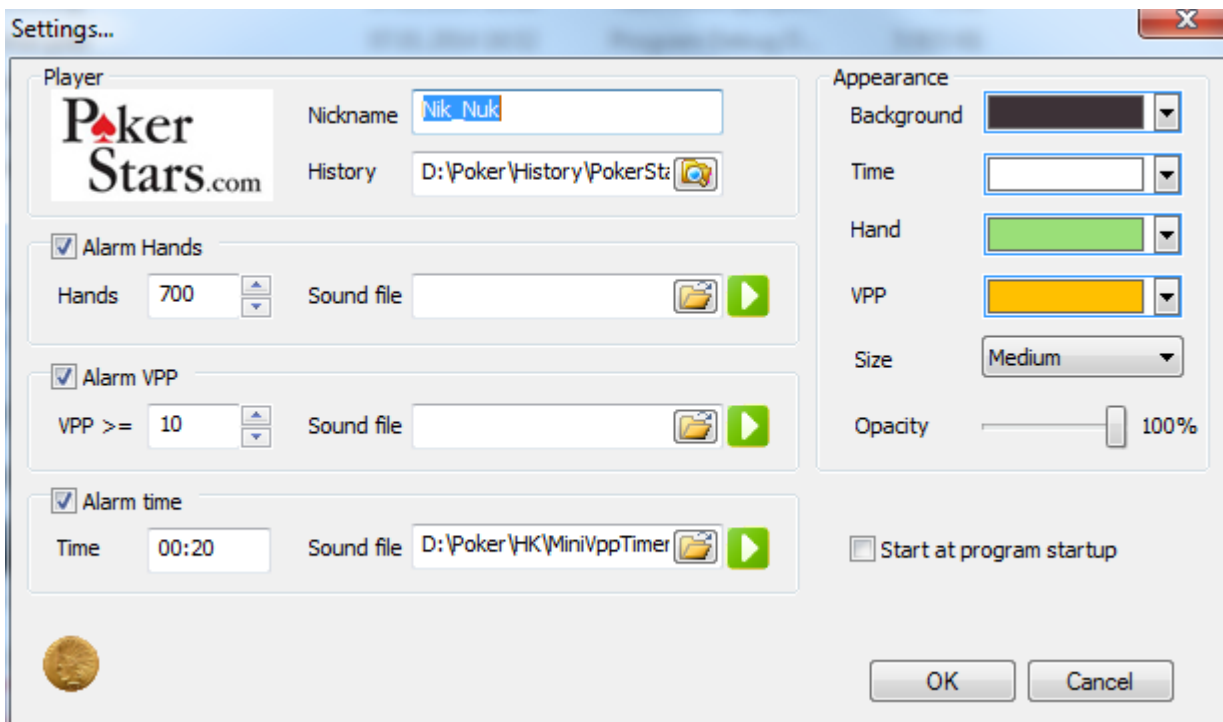 Settings...
Player
Poker
Stars.com
Nickname Nik_Nuk
History D:\Poker\History\PokerSta
Alarm Hands
Hands 700 Sound file
Alarm VPP
VPP >= 10 Sound file
Alarm time
Time 00:20 Sound file D:\Poker\HK\MiniVppTimer
Appearance
Background
Time
Hand
VPP
Size Medium
Opacity 100%
Start at program startup
OK Cancel